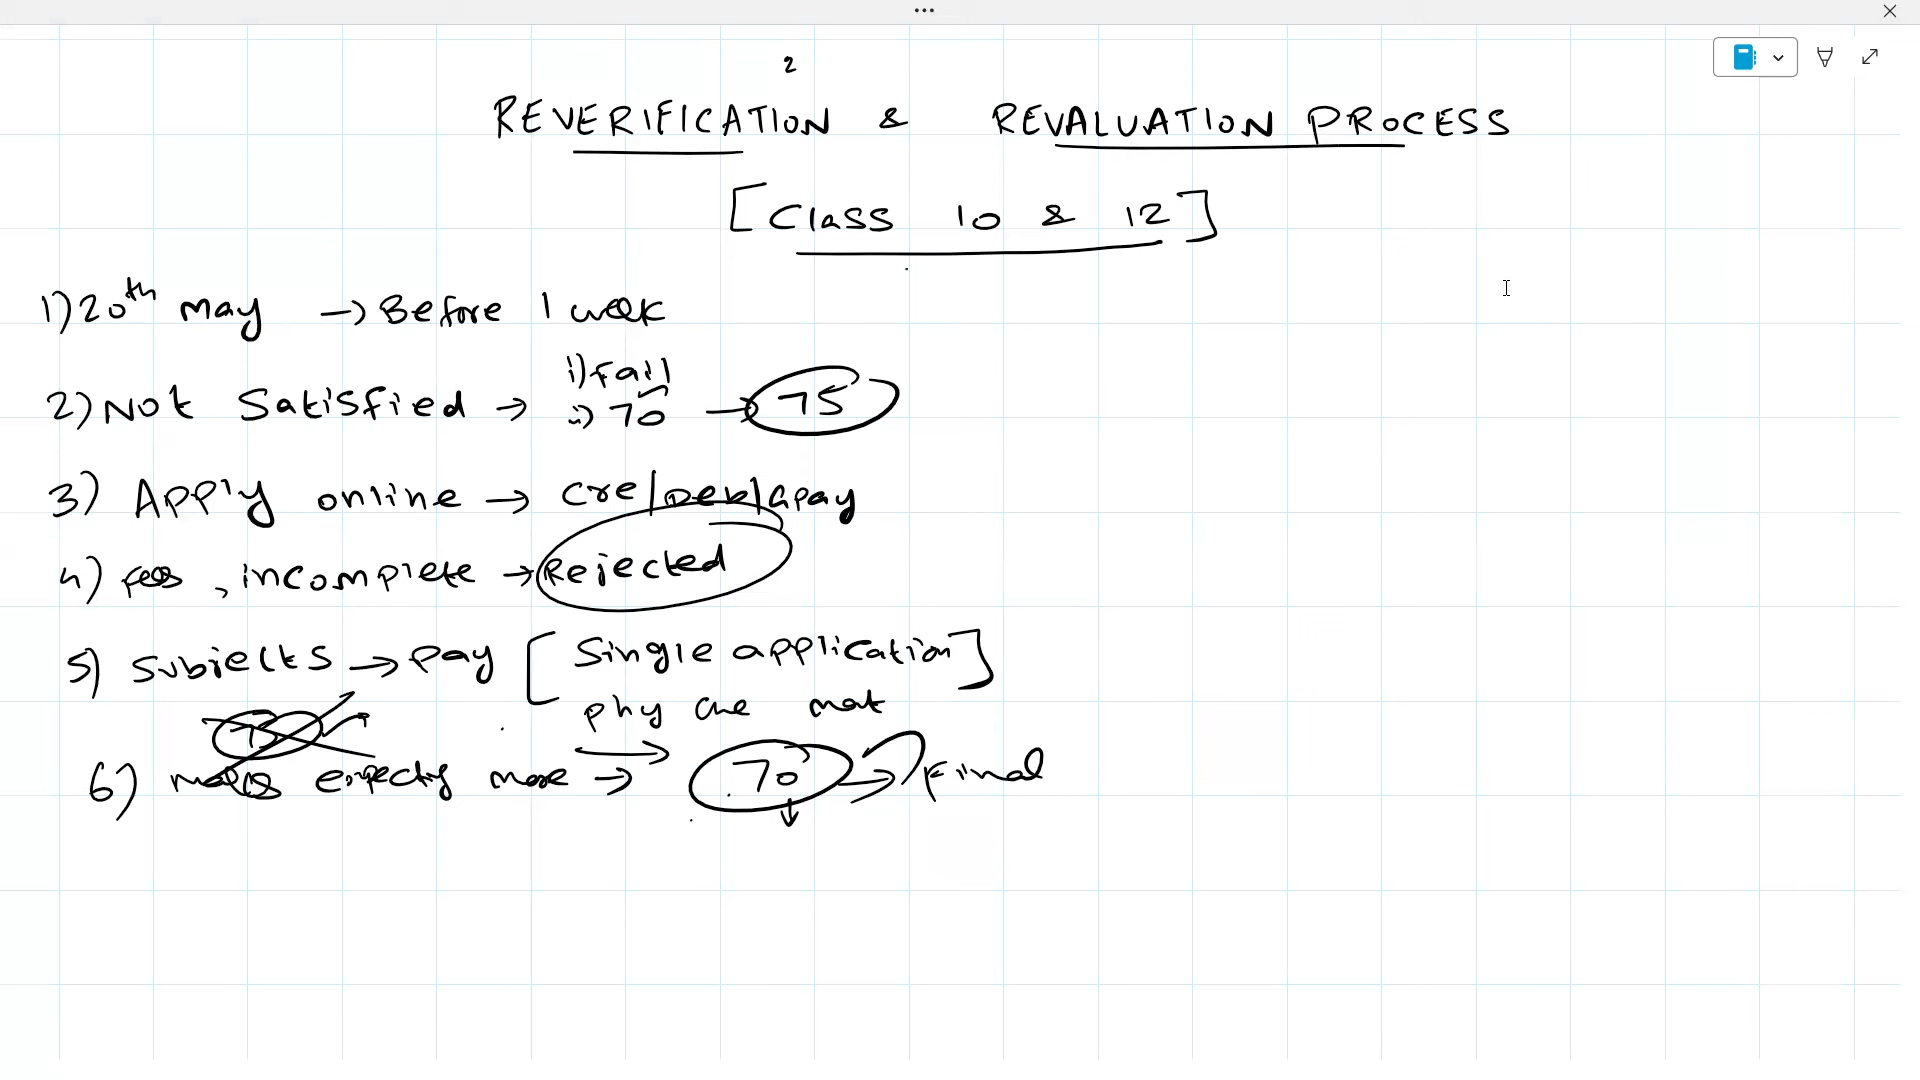 2
REVERIFICATION & REVALUATION PROCESS
[Class 10 & 12]
1) 20th may → Before 1 week
i) fail
2) Not Satisfied → ii) 70 → 75
3) Apply online → cre/deb/Gpay
4) fees, incomplete → Rejected
5) subjects → pay [Single application]
phy che mat
6) marks expecting more → 70 → Final